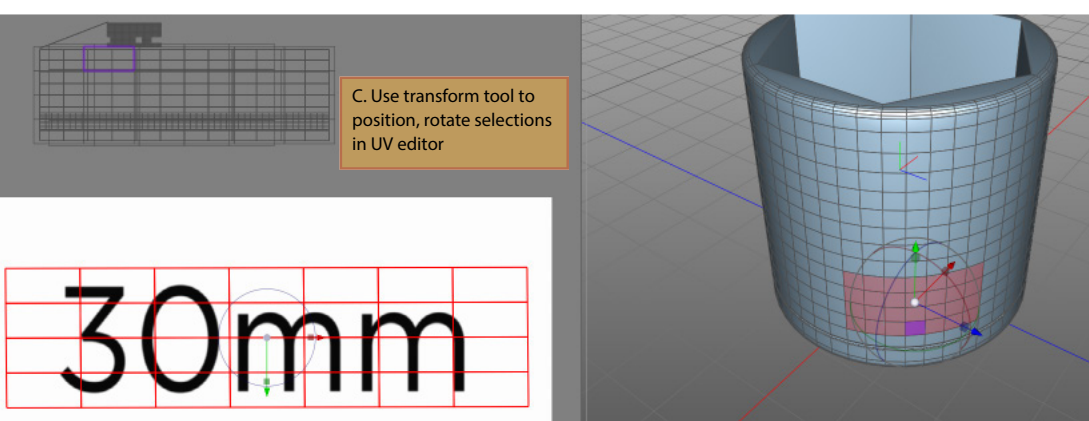 C. Use transform tool to
position, rotate selections
in UV editor
30mm